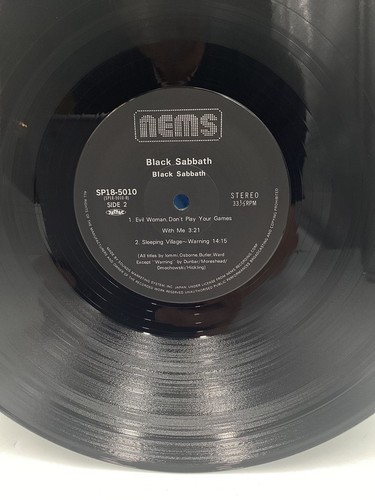 nems
Black Sabbath
Black Sabbath
SP18-5010
(SP18-5010-B)
SIDE 2
STEREO
33⅓RPM
1. Evil Woman, Don't Play Your Games
With Me 3:21
2. Sleeping Village—Warning 14:15
(All titles by Iommi, Osborne, Butler, Ward
Except "Warning" by Dunbar/Moreshead/
Dmochowski/Hickling)